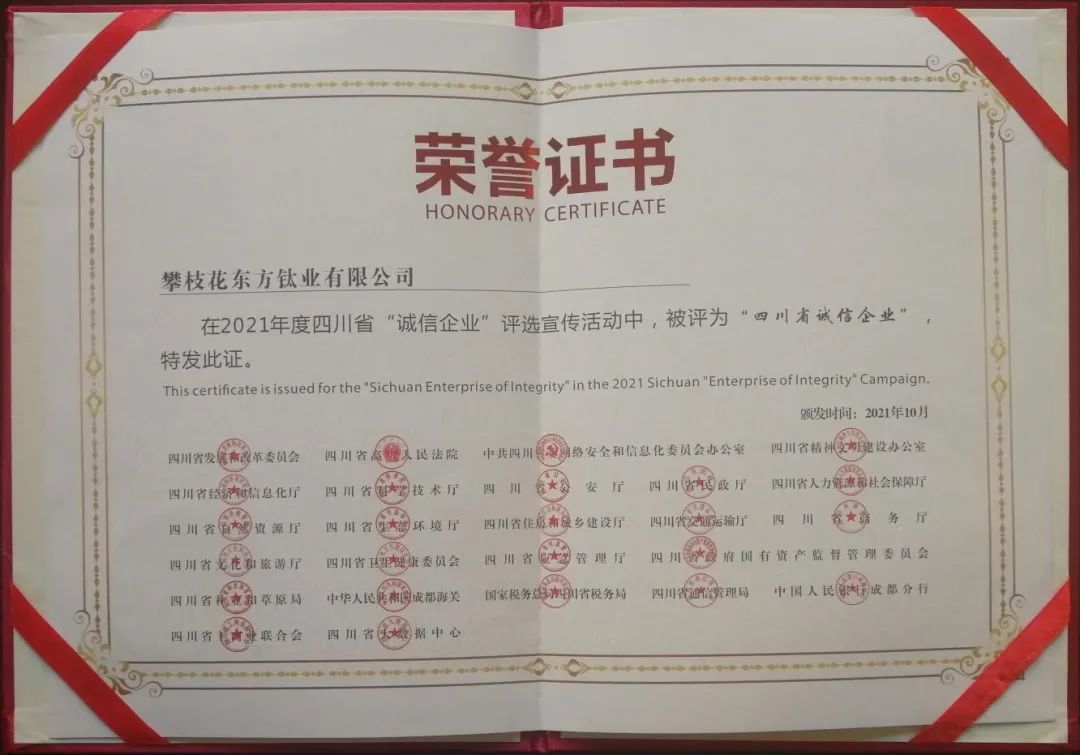 荣誉证书
HONORARY CERTIFICATE
攀枝花东方钛业有限公司
在2021年度四川省“诚信企业”评选宣传活动中，被评为“四川省诚信企业”，
特发此证。
This certificate is issued for the "Sichuan Enterprise of Integrity" in the 2021 Sichuan "Enterprise of Integrity" Campaign.
颁发时间：2021年10月
四川省发展和改革委员会 四川省高级人民法院 中共四川省委网络安全和信息化委员会办公室 四川省精神文明建设办公室
四川省经济和信息化厅 四川省科学技术厅 四川省公安厅 四川省民政厅 四川省人力资源和社会保障厅
四川省自然资源厅 四川省生态环境厅 四川省住房和城乡建设厅 四川省交通运输厅 四川省商务厅
四川省文化和旅游厅 四川省卫生健康委员会 四川省应急管理厅 四川省政府国有资产监督管理委员会
四川省林业和草原局 中华人民共和国成都海关 国家税务总局四川省税务局 四川省通信管理局 中国人民银行成都分行
四川省工商业联合会 四川省大数据中心